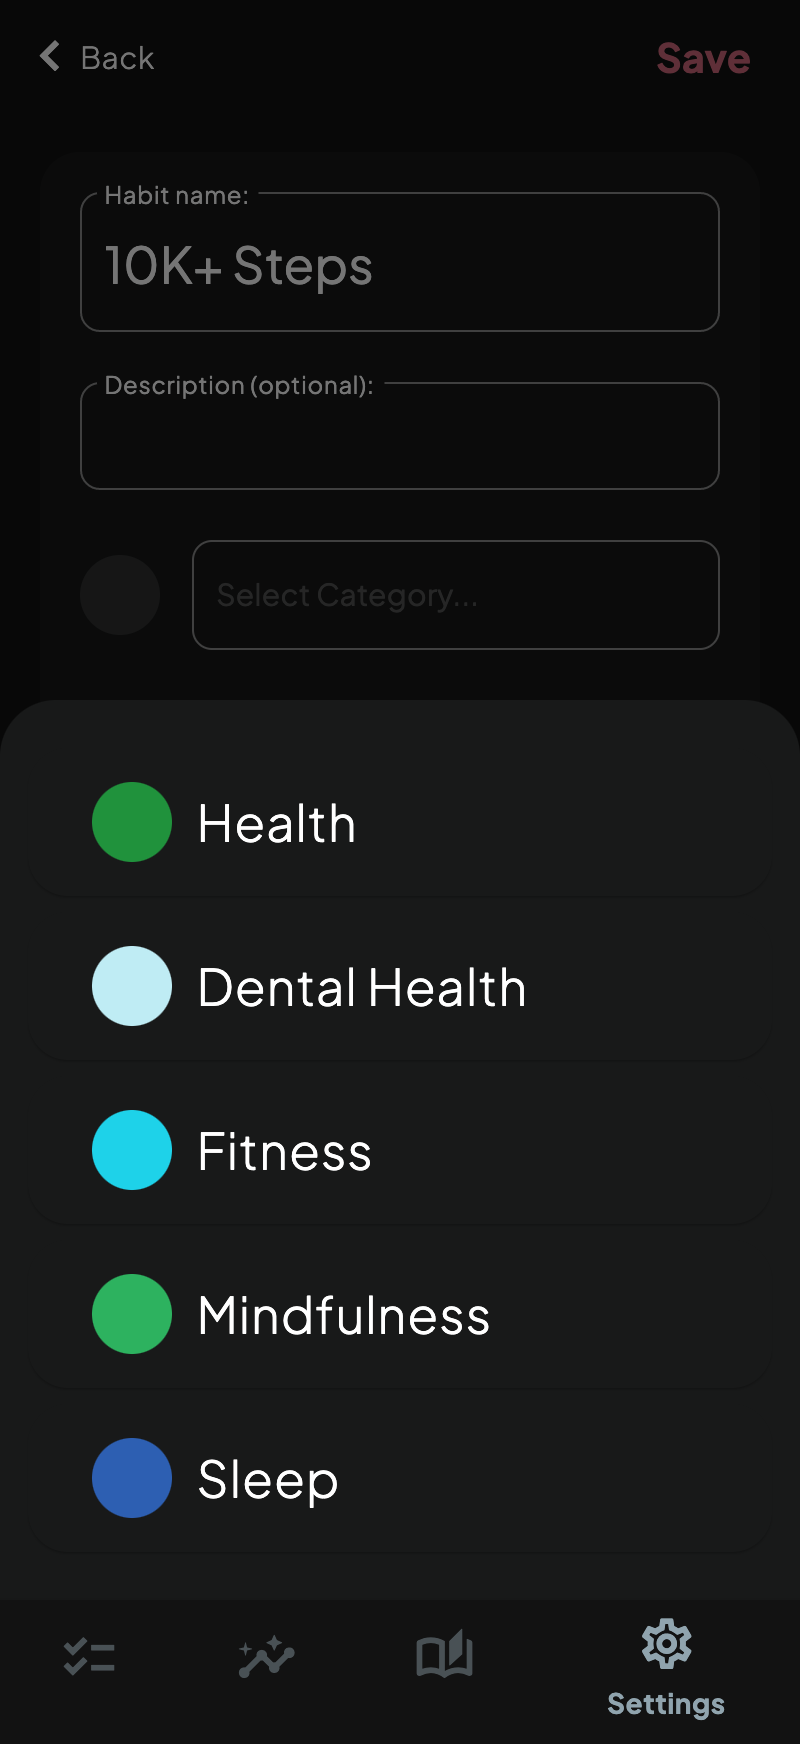 Back
Save
Habit name:
10K+ Steps
Description (optional):
Select Category...
Health
Dental Health
Fitness
Mindfulness
Sleep
Settings